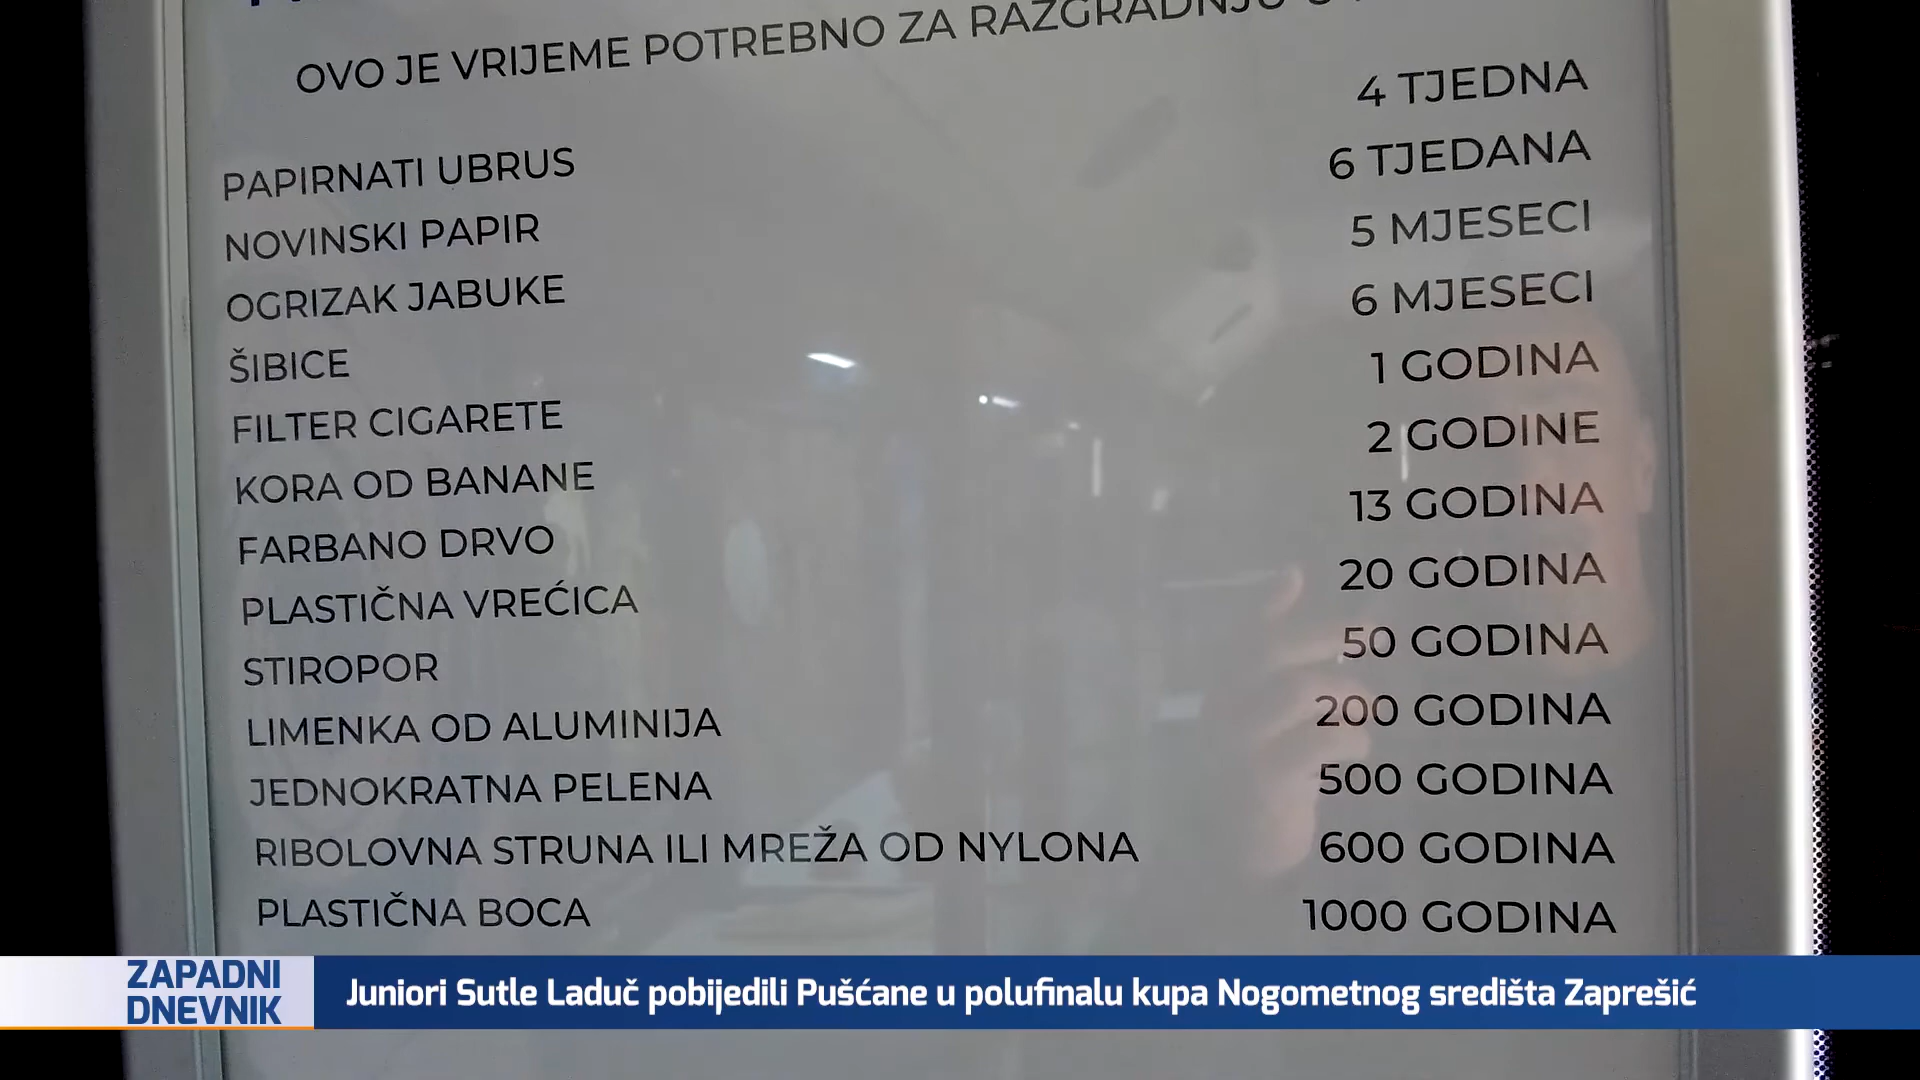 OVO JE VRIJEME POTREBNO ZA RAZGRADNJU
PAPIRNATI UBRUS 4 TJEDNA
NOVINSKI PAPIR 6 TJEDANA
OGRIZAK JABUKE 5 MJESECI
ŠIBICE 6 MJESECI
FILTER CIGARETE 1 GODINA
KORA OD BANANE 2 GODINE
FARBANO DRVO 13 GODINA
PLASTIČNA VREĆICA 20 GODINA
STIROPOR 50 GODINA
LIMENKA OD ALUMINIJA 200 GODINA
JEDNOKRATNA PELENA 500 GODINA
RIBOLOVNA STRUNA ILI MREŽA OD NYLONA 600 GODINA
PLASTIČNA BOCA 1000 GODINA
ZAPADNI
DNEVNIK
Juniori Sutle Laduč pobijedili Pušćane u polufinalu kupa Nogometnog središta Zaprešić